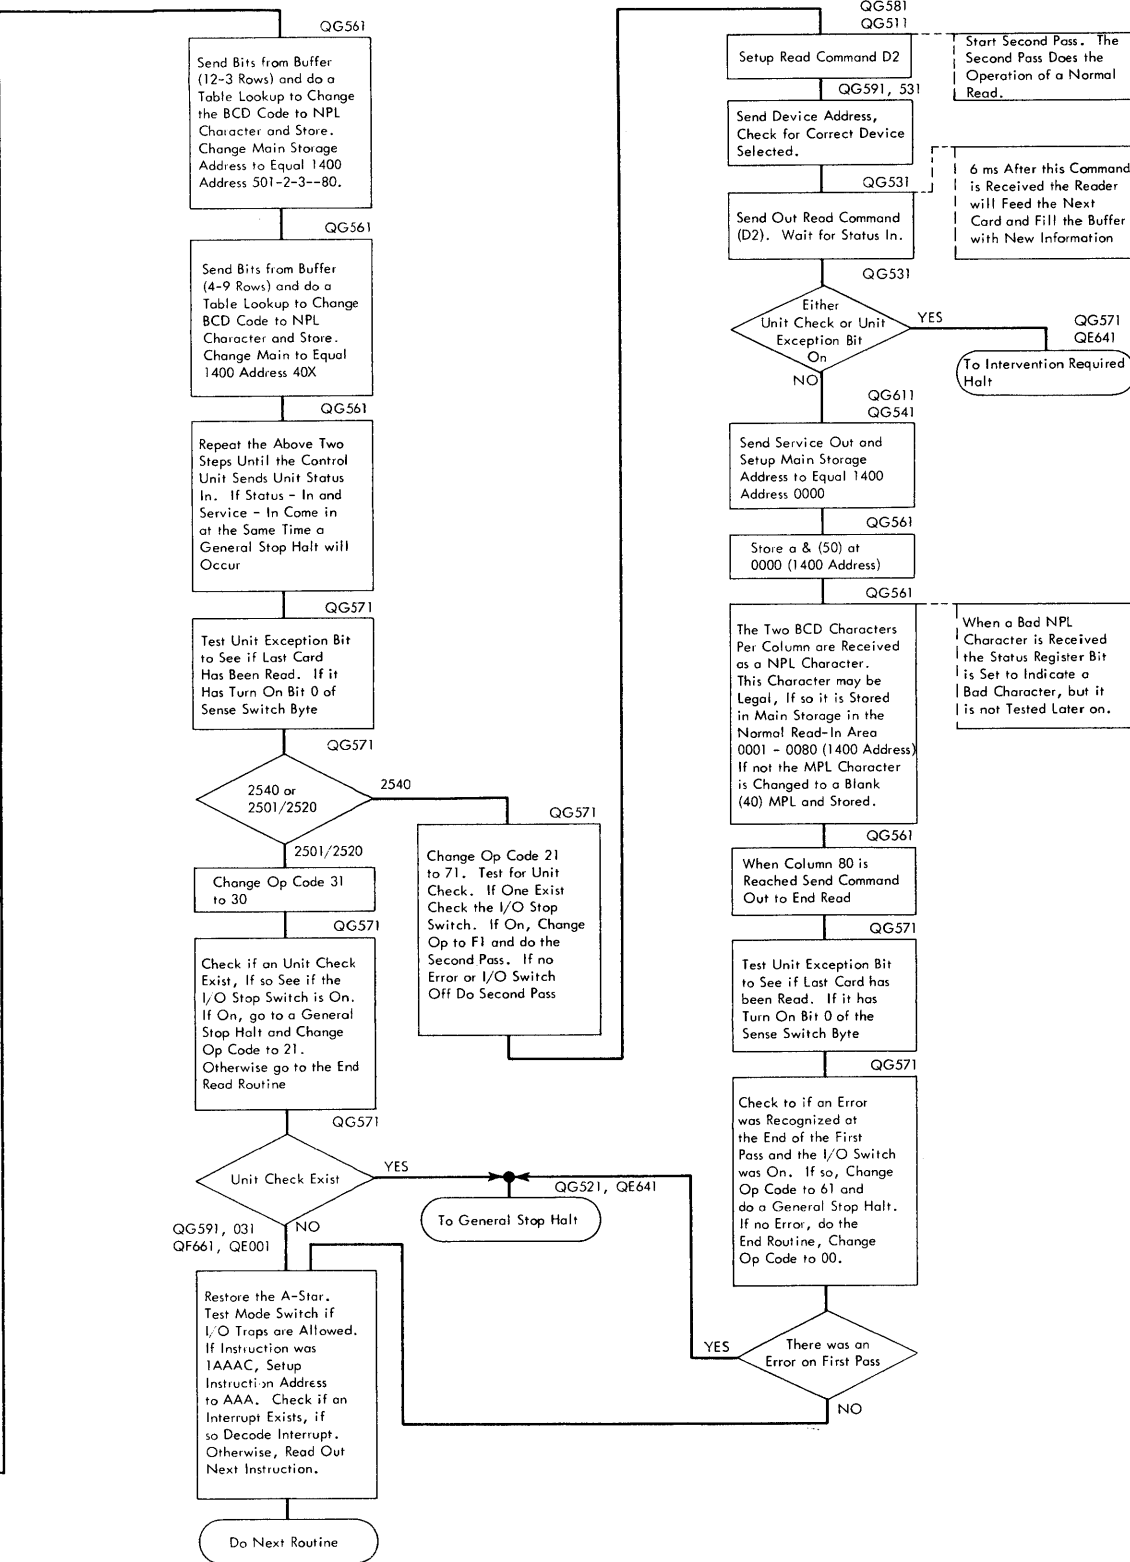 QG561
Send Bits from Buffer
(12-3 Rows) and do a
Table Lookup to Change
the BCD Code to NPL
Character and Store.
Change Main Storage
Address to Equal 1400
Address 501-2-3--80.
QG561
Send Bits from Buffer
(4-9 Rows) and do a
Table Lookup to Change
BCD Code to NPL
Character and Store.
Change Main to Equal
1400 Address 40X
QG561
Repeat the Above Two
Steps Until the Control
Unit Sends Unit Status
In. If Status - In and
Service - In Come in
at the Same Time a
General Stop Halt will
Occur
QG571
Test Unit Exception Bit
to See if Last Card
Has Been Read. If it
Has Turn On Bit 0 of
Sense Switch Byte
QG571
2540 or
2501/2520
2540
2501/2520
Change Op Code 31
to 30
QG571
Check if an Unit Check
Exist, If so See if the
I/O Stop Switch is On.
If On, go to a General
Stop Halt and Change
Op Code to 21.
Otherwise go to the End
Read Routine
QG571
Unit Check Exist
YES
NO
QG591, 031
QF661, QE001
Restore the A-Star.
Test Mode Switch if
I/O Traps are Allowed.
If Instruction was
1AAAC, Setup
Instruction Address
to AAA. Check if an
Interrupt Exists, if
so Decode Interrupt.
Otherwise, Read Out
Next Instruction.
Do Next Routine
QG571
Change Op Code 21
to 71. Test for Unit
Check. If One Exist
Check the I/O Stop
Switch. If On, Change
Op to F1 and do the
Second Pass. If no
Error or I/O Switch
Off Do Second Pass
QG521, QE641
To General Stop Halt
QG581
QG511
Setup Read Command D2
Start Second Pass. The
Second Pass Does the
Operation of a Normal
Read.
QG591, 531
Send Device Address,
Check for Correct Device
Selected.
QG531
Send Out Read Command
(D2). Wait for Status In.
6 ms After this Command
is Received the Reader
will Feed the Next
Card and Fill the Buffer
with New Information
QG531
Either
Unit Check or Unit
Exception Bit
On
YES
NO
QG571
QE641
To Intervention Required
Halt
QG611
QG541
Send Service Out and
Setup Main Storage
Address to Equal 1400
Address 0000
QG561
Store a & (50) at
0000 (1400 Address)
QG561
The Two BCD Characters
Per Column are Received
as a NPL Character.
This Character may be
Legal, If so it is Stored
in Main Storage in the
Normal Read-In Area
0001 - 0080 (1400 Address)
If not the MPL Character
is Changed to a Blank
(40) MPL and Stored.
When a Bad NPL
Character is Received
the Status Register Bit
is Set to Indicate a
Bad Character, but it
is not Tested Later on.
QG561
When Column 80 is
Reached Send Command
Out to End Read
QG571
Test Unit Exception Bit
to See if Last Card has
been Read. If it has
Turn On Bit 0 of the
Sense Switch Byte
QG571
Check to if an Error
was Recognized at
the End of the First
Pass and the I/O Switch
was On. If so, Change
Op Code to 61 and
do a General Stop Halt.
If no Error, do the
End Routine, Change
Op Code to 00.
There was an
Error on First Pass
YES
NO